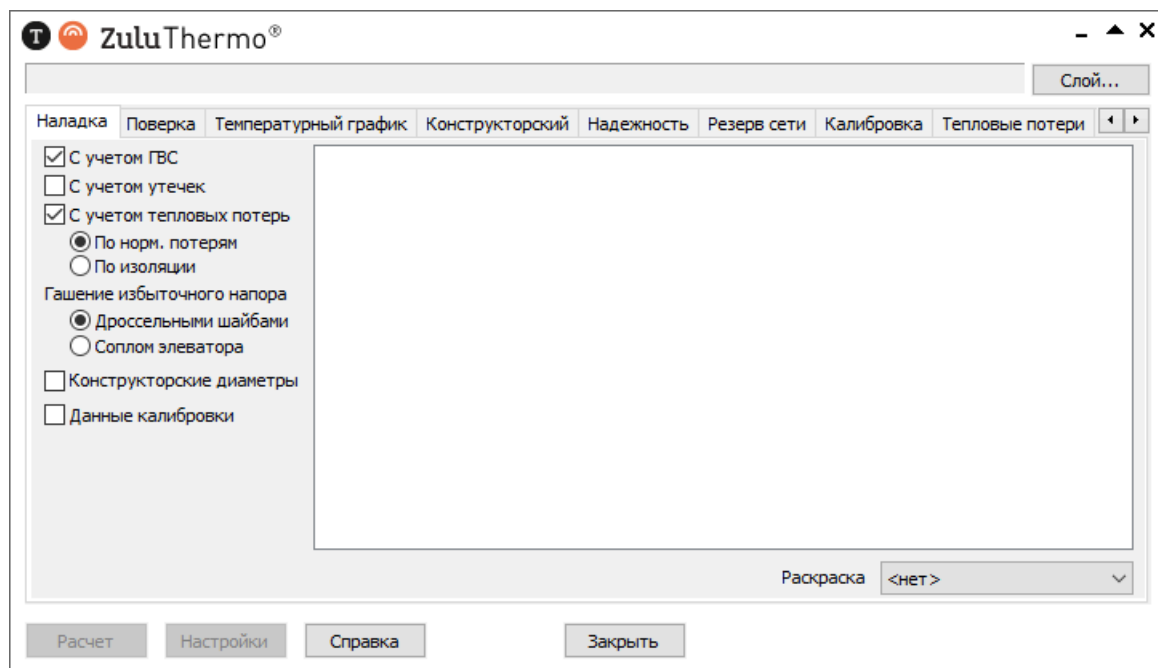 T ZuluThermo®
Слой...
Наладка Поверка Температурный график Конструкторский Надежность Резерв сети Калибровка Тепловые потери
С учетом ГВС
С учетом утечек
С учетом тепловых потерь
По норм. потерям
По изоляции
Гашение избыточного напора
Дроссельными шайбами
Соплом элеватора
Конструкторские диаметры
Данные калибровки
Раскраска <нет>
Расчет Настройки Справка Закрыть